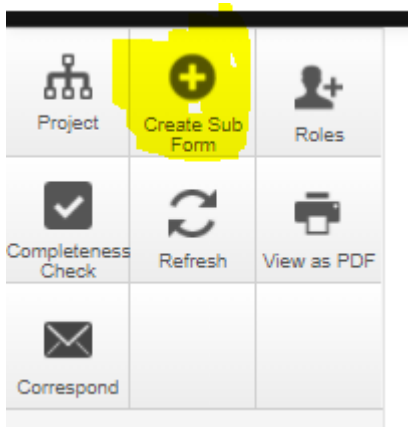 Project
Create Sub
Form
Roles
Completeness
Check
Refresh
View as PDF
Correspond